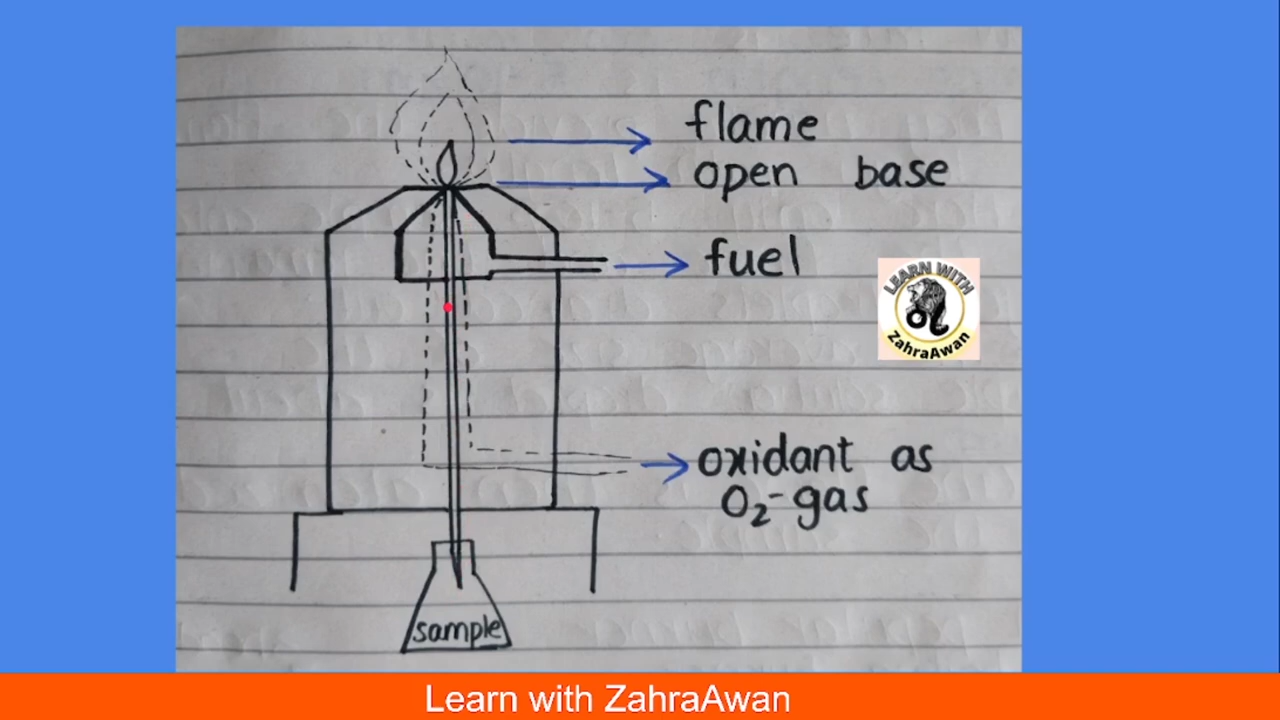 flame
open base
fuel
LEARN WITH
ZahraAwan
oxidant as
O₂-gas
sample
Learn with ZahraAwan